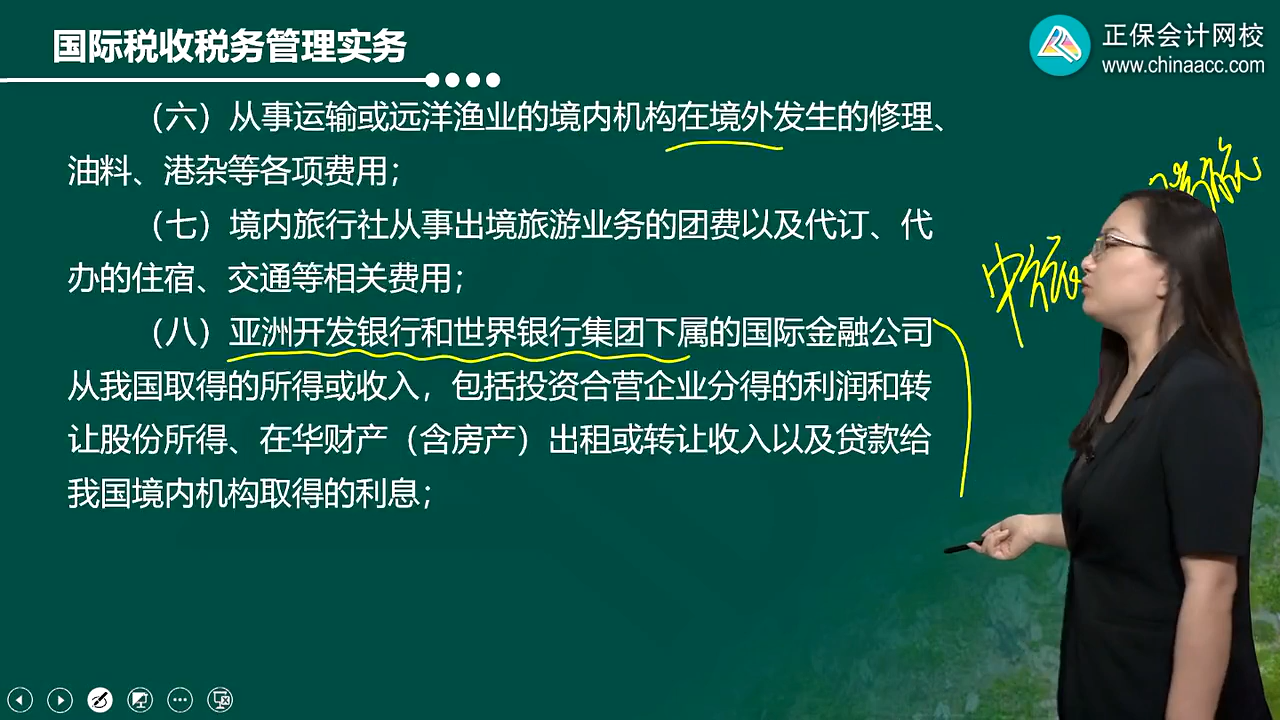 国际税收税务管理实务
正保会计网校
www.chinaacc.com
（六）从事运输或远洋渔业的境内机构在境外发生的修理、
油料、港杂等各项费用；
（七）境内旅行社从事出境旅游业务的团费以及代订、代
办的住宿、交通等相关费用；
（八）亚洲开发银行和世界银行集团下属的国际金融公司
从我国取得的所得或收入，包括投资合营企业分得的利润和转
让股份所得、在华财产（含房产）出租或转让收入以及贷款给
我国境内机构取得的利息；